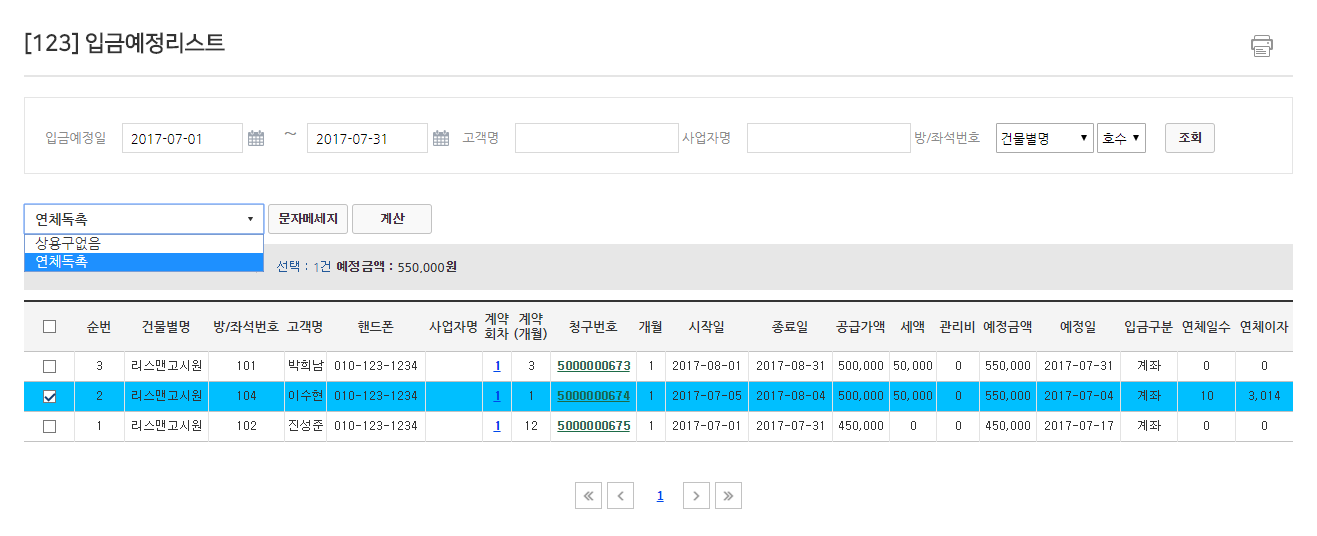 [123] 입금예정리스트
입금예정일 2017-07-01 ~ 2017-07-31 고객명 사업자명 방/좌석번호 건물별명 ▼ 호수 ▼ 조회
연체독촉 ▼ 문자메세지 계산
상용구없음
연체독촉
선택 : 1건 예정금액 : 550,000원
순번 건물별명 방/좌석번호 고객명 핸드폰 사업자명 계약회차 계약(개월) 청구번호 개월 시작일 종료일 공급가액 세액 관리비 예정금액 예정일 입금구분 연체일수 연체이자
3 리스맨고시원 101 박희남 010-123-1234 1 3 5000000673 1 2017-08-01 2017-08-31 500,000 50,000 0 550,000 2017-07-31 계좌 0 0
2 리스맨고시원 104 이수현 010-123-1234 1 1 5000000674 1 2017-07-05 2017-08-04 500,000 50,000 0 550,000 2017-07-04 계좌 10 3,014
1 리스맨고시원 102 진성준 010-123-1234 1 12 5000000675 1 2017-07-01 2017-07-31 450,000 0 0 450,000 2017-07-17 계좌 0 0
« ‹ 1 › »